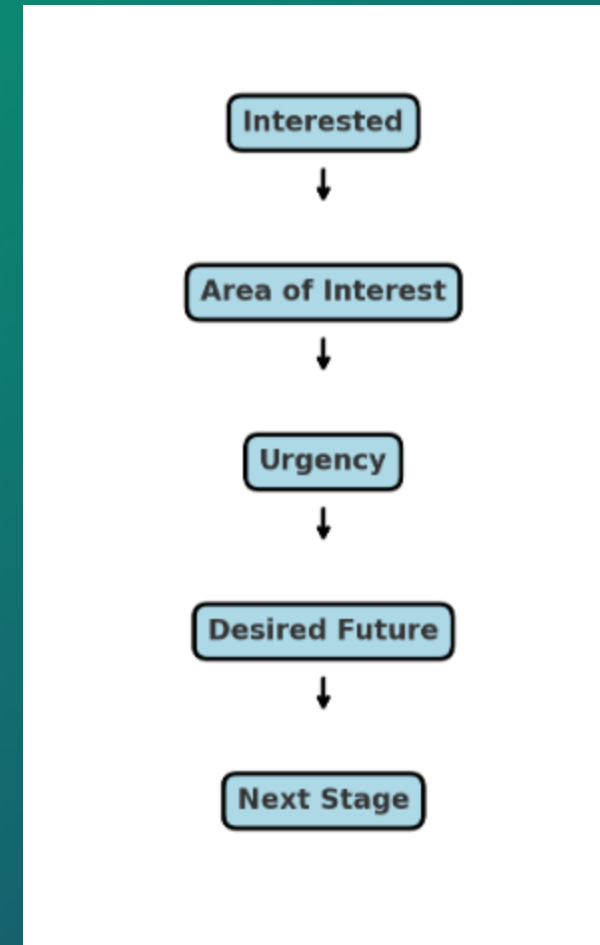 Interested
Area of Interest
Urgency
Desired Future
Next Stage